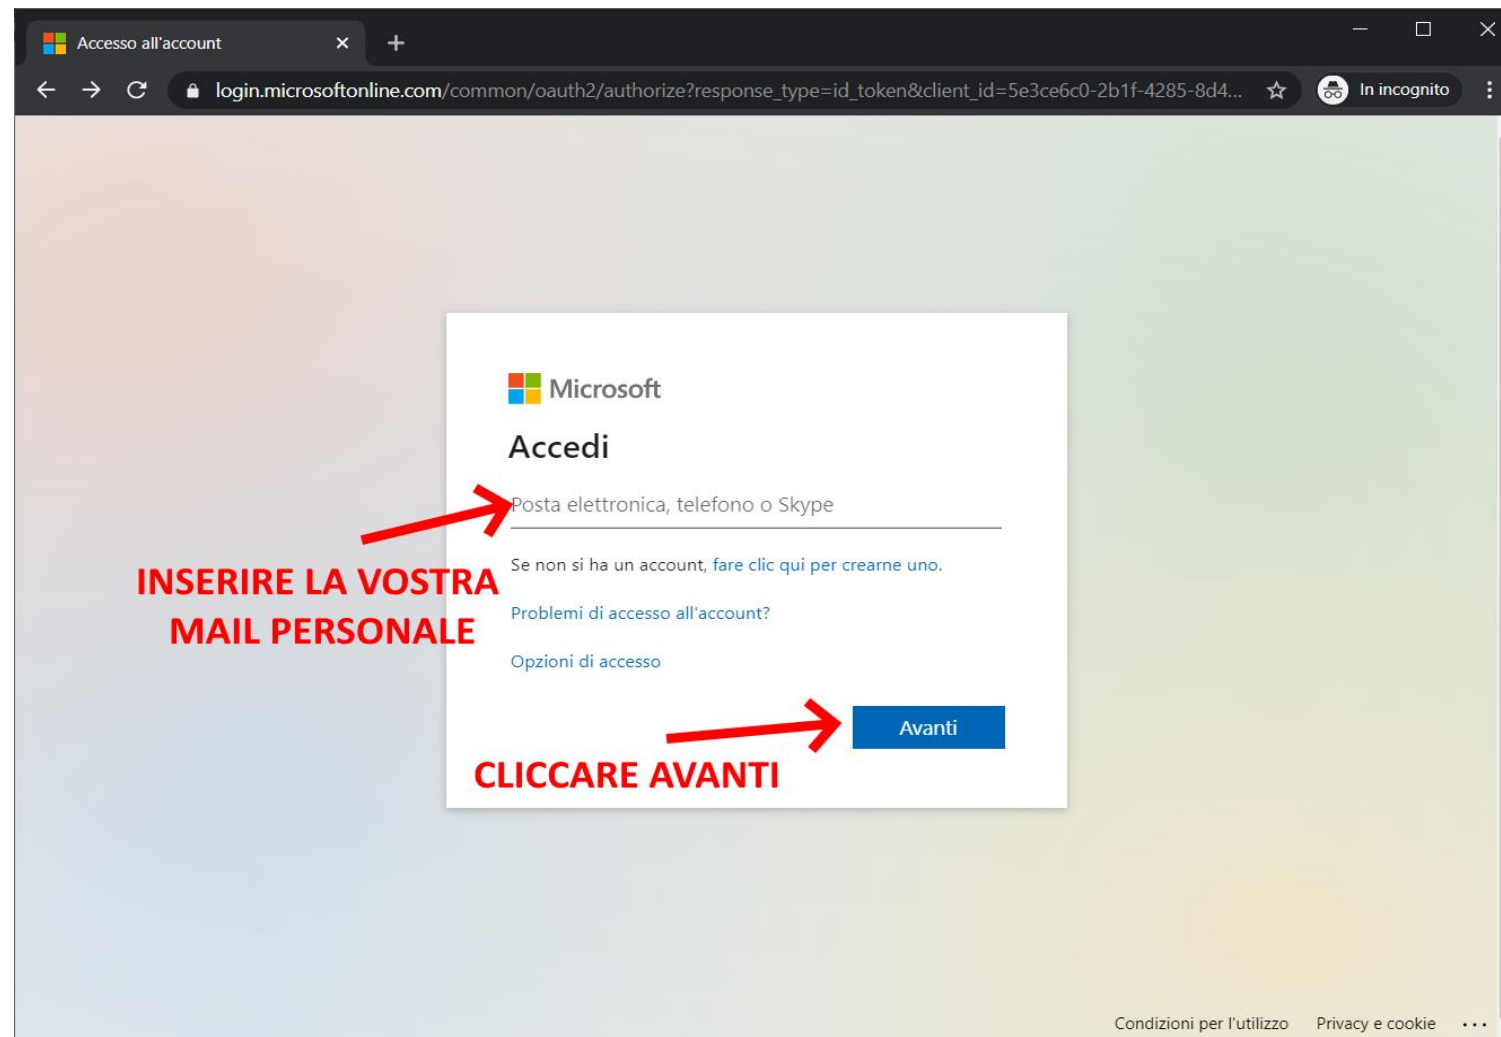 Accesso all'account
login.microsoftonline.com/common/oauth2/authorize?response_type=id_token&client_id=5e3ce6c0-2b1f-4285-8d4...
In incognito
Microsoft
Accedi
Posta elettronica, telefono o Skype
INSERIRE LA VOSTRA
MAIL PERSONALE
Se non si ha un account, fare clic qui per crearne uno.
Problemi di accesso all'account?
Opzioni di accesso
Avanti
CLICCARE AVANTI
Condizioni per l'utilizzo Privacy e cookie ...